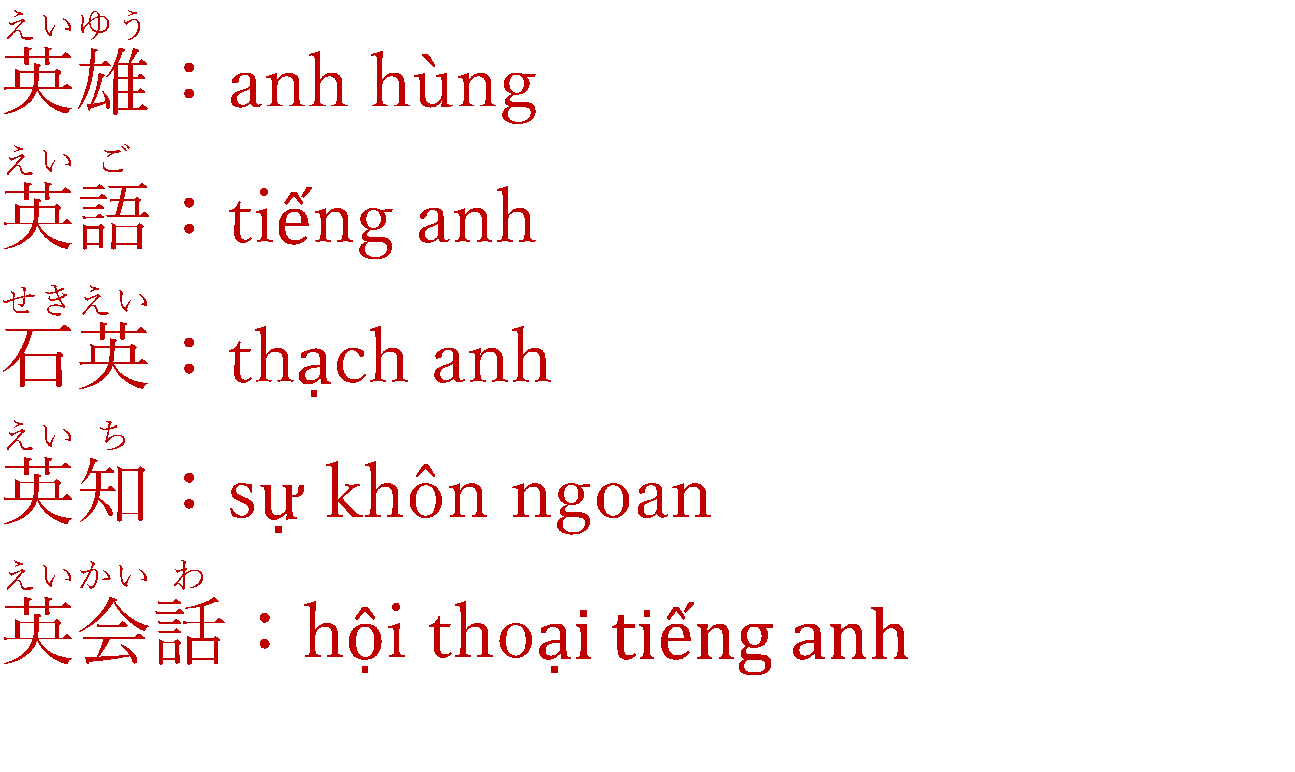 えいゆう
英雄：anh hùng
えい ご
英語：tiếng anh
せきえい
石英：thạch anh
えい ち
英知：sự khôn ngoan
えいかい わ
英会話：hội thoại tiếng anh